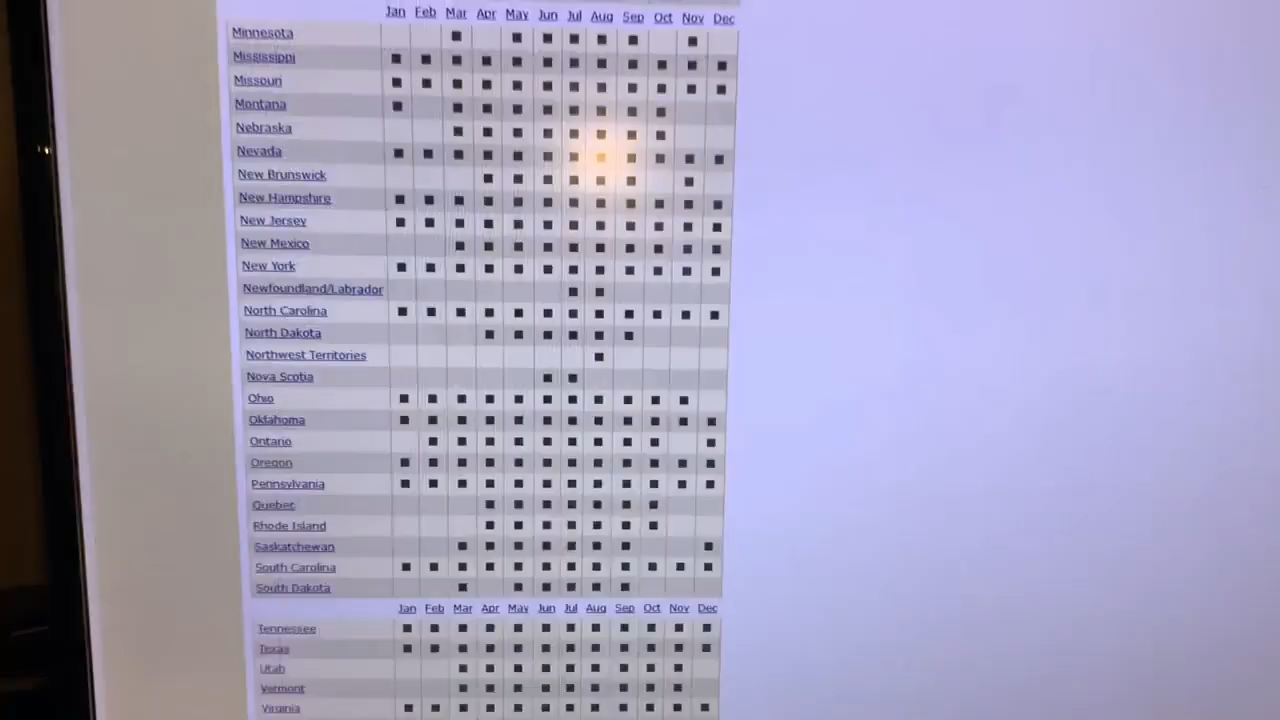 Jan Feb Mar Apr May Jun Jul Aug Sep Oct Nov Dec
Minnesota
Mississippi
Missouri
Montana
Nebraska
Nevada
New Brunswick
New Hampshire
New Jersey
New Mexico
New York
Newfoundland/Labrador
North Carolina
North Dakota
Northwest Territories
Nova Scotia
Ohio
Oklahoma
Ontario
Oregon
Pennsylvania
Quebec
Rhode Island
Saskatchewan
South Carolina
South Dakota
Jan Feb Mar Apr May Jun Jul Aug Sep Oct Nov Dec
Tennessee
Texas
Utah
Vermont
Virginia